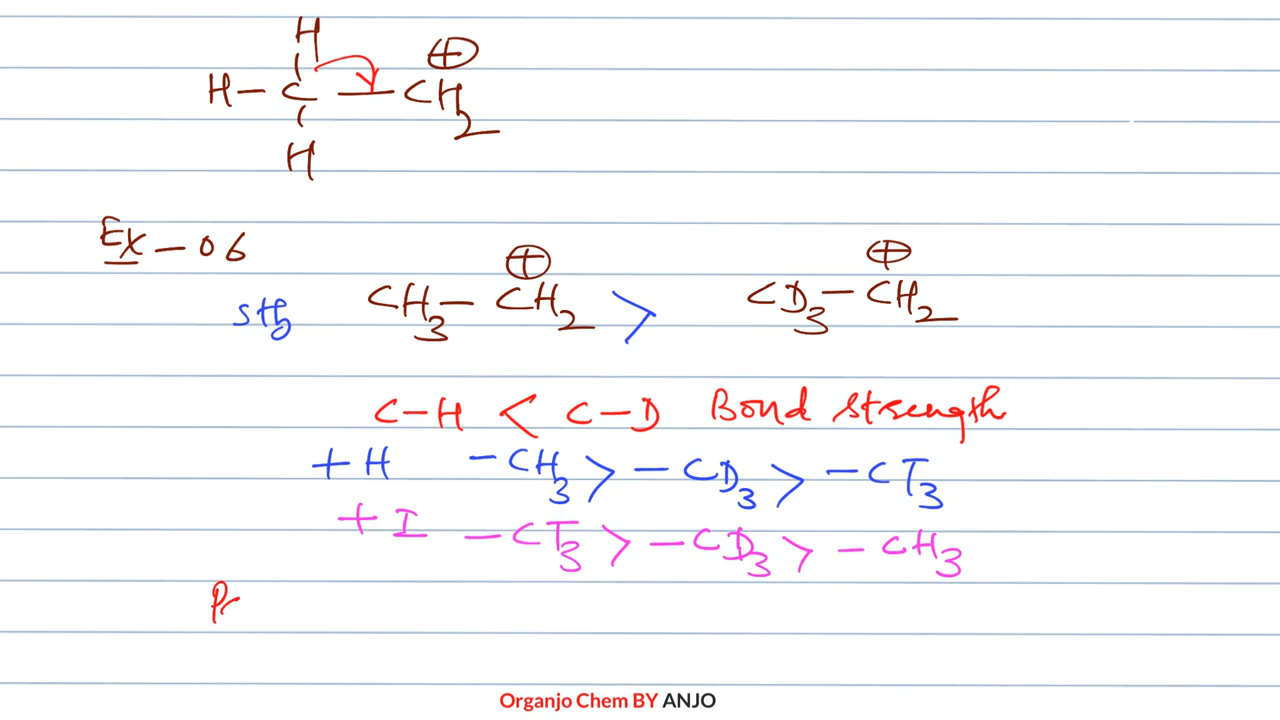 H
⊕
H–C–CH2
H
Ex – 06
stb CH3–CH2⊕ > CD3–CH2⊕
C–H < C–D Bond strength
+H –CH3 > –CD3 > –CT3
+I –CT3 > –CD3 > –CH3
Pr
Organjo Chem BY ANJO